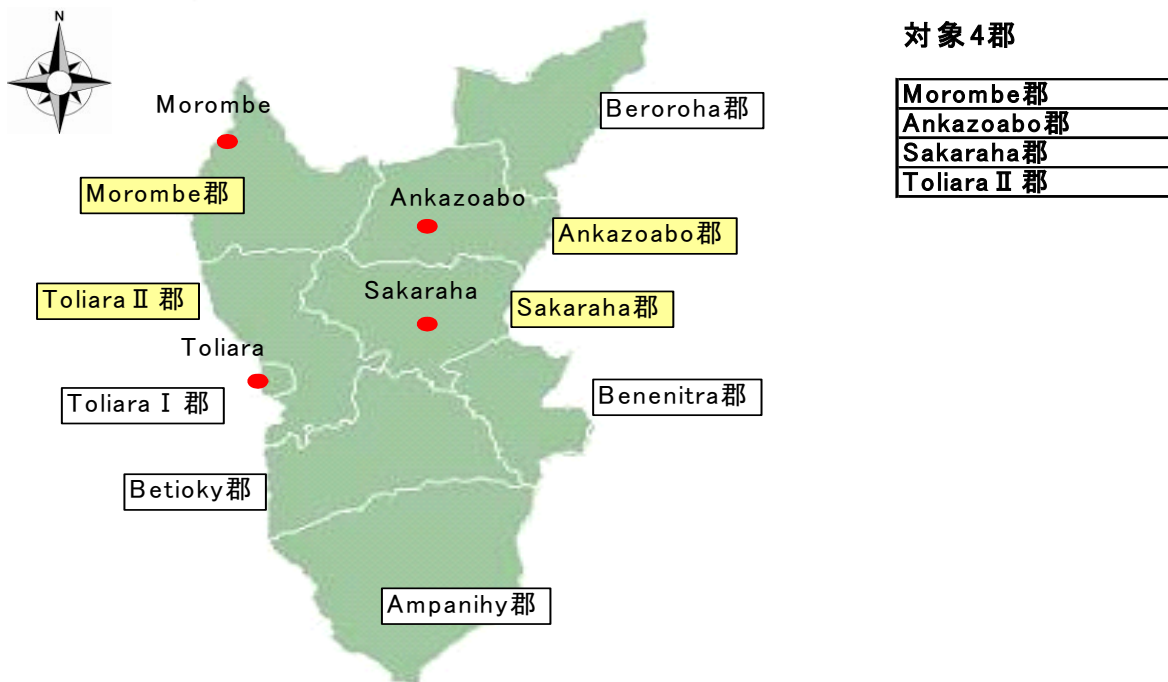 N
対象4郡
Morombe郡
Ankazoabo郡
Sakaraha郡
ToliaraⅡ郡
Morombe
Beroroha郡
Morombe郡
Ankazoabo
Ankazoabo郡
ToliaraⅡ郡
Sakaraha
Sakaraha郡
Toliara
ToliaraⅠ郡
Benenitra郡
Betioky郡
Ampanihy郡